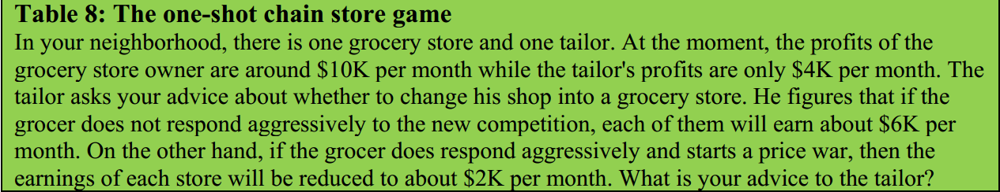 Table 8: The one-shot chain store game
In your neighborhood, there is one grocery store and one tailor. At the moment, the profits of the
grocery store owner are around $10K per month while the tailor's profits are only $4K per month. The
tailor asks your advice about whether to change his shop into a grocery store. He figures that if the
grocer does not respond aggressively to the new competition, each of them will earn about $6K per
month. On the other hand, if the grocer does respond aggressively and starts a price war, then the
earnings of each store will be reduced to about $2K per month. What is your advice to the tailor?